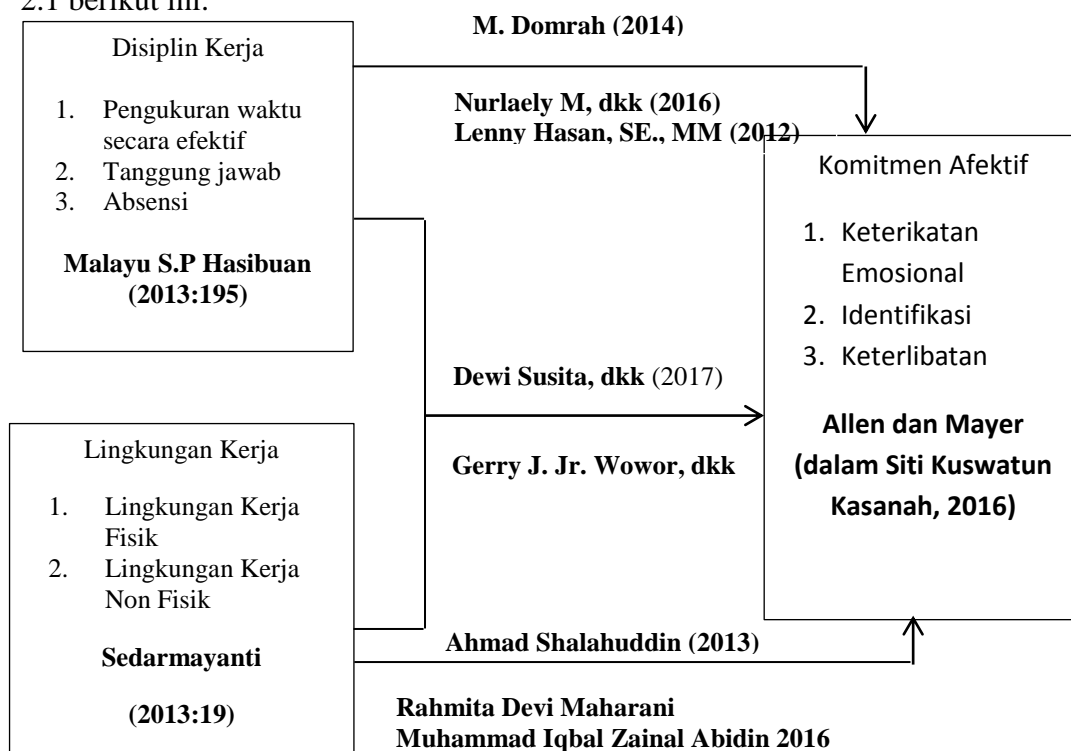 2.1 berikut ini.
M. Domrah (2014)
Disiplin Kerja
1. Pengukuran waktu
secara efektif
2. Tanggung jawab
3. Absensi
Malayu S.P Hasibuan
(2013:195)
Nurlaely M, dkk (2016)
Lenny Hasan, SE., MM (2012)
Komitmen Afektif
1. Keterikatan
Emosional
2. Identifikasi
3. Keterlibatan
Allen dan Mayer
(dalam Siti Kuswatun
Kasanah, 2016)
Dewi Susita, dkk (2017)
Gerry J. Jr. Wowor, dkk
Lingkungan Kerja
1. Lingkungan Kerja
Fisik
2. Lingkungan Kerja
Non Fisik
Sedarmayanti
(2013:19)
Ahmad Shalahuddin (2013)
Rahmita Devi Maharani
Muhammad Iqbal Zainal Abidin 2016